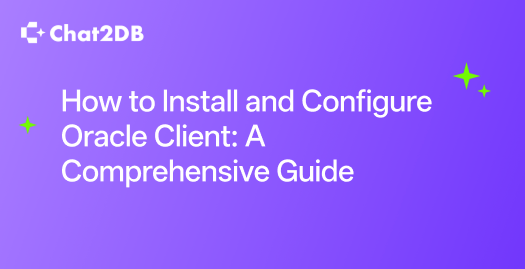 Chat2DB
How to Install and Configure
Oracle Client: A
Comprehensive Guide